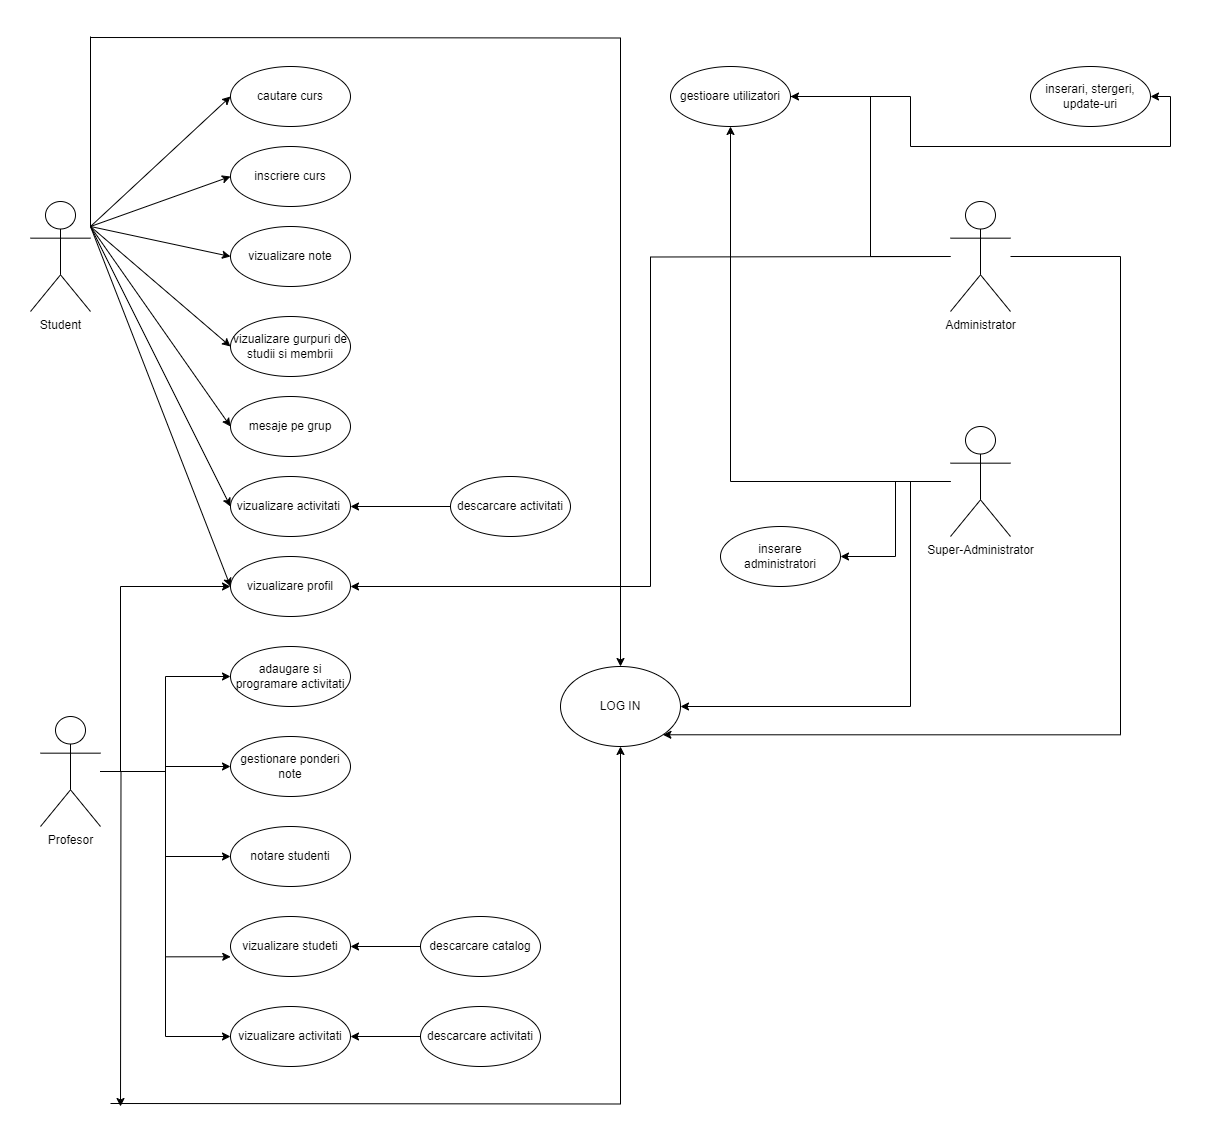 cautare curs
gestioare utilizatori
inserari, stergeri,
update-uri
inscriere curs
vizualizare note
Student
Administrator
vizualizare gurpuri de
studii si membrii
mesaje pe grup
vizualizare activitati
descarcare activitati
Super-Administrator
inserare
administratori
vizualizare profil
adaugare si
programare activitati
LOG IN
gestionare ponderi
note
Profesor
notare studenti
vizualizare studeti
descarcare catalog
vizualizare activitati
descarcare activitati